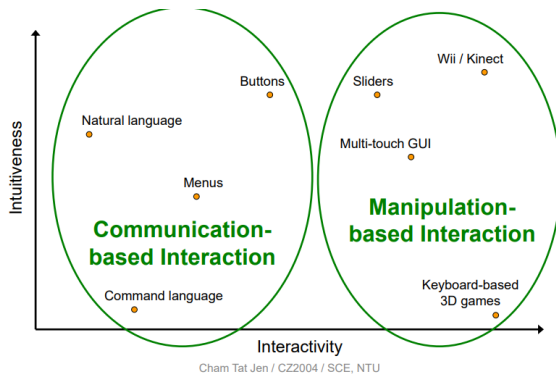 Wii / Kinect
Buttons
Sliders
Natural language
Multi-touch GUI
Menus
Intuitiveness
Communication-
based Interaction
Manipulation-
based Interaction
Command language
Keyboard-based
3D games
Interactivity
Cham Tat Jen / CZ2004 / SCE, NTU